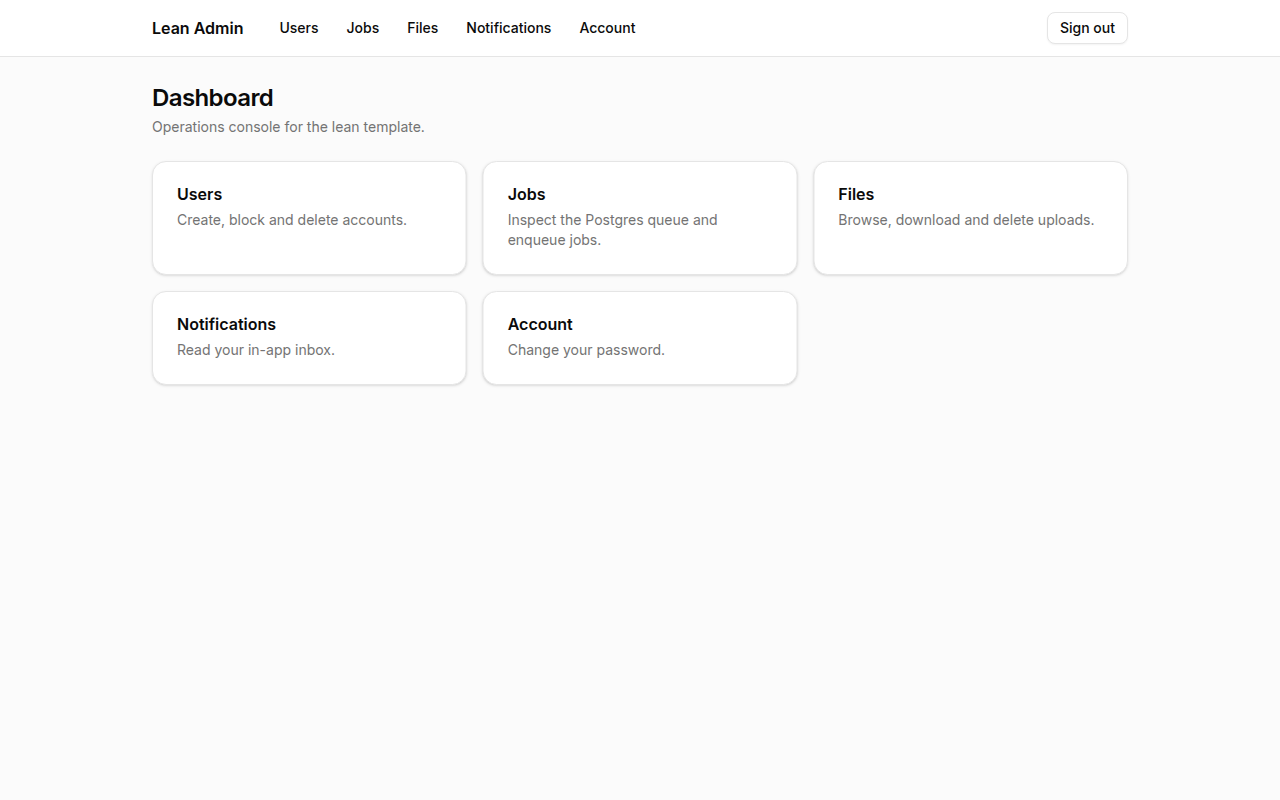 Lean Admin Users Jobs Files Notifications Account Sign out
Dashboard
Operations console for the lean template.
Users
Create, block and delete accounts.
Jobs
Inspect the Postgres queue and
enqueue jobs.
Files
Browse, download and delete uploads.
Notifications
Read your in-app inbox.
Account
Change your password.